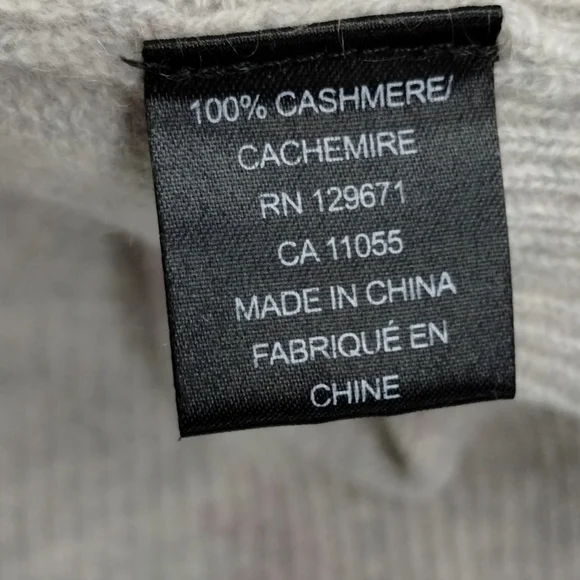 100% CASHMERE/
CACHEMIRE
RN 129671
CA 11055
MADE IN CHINA
FABRIQUÉ EN
CHINE